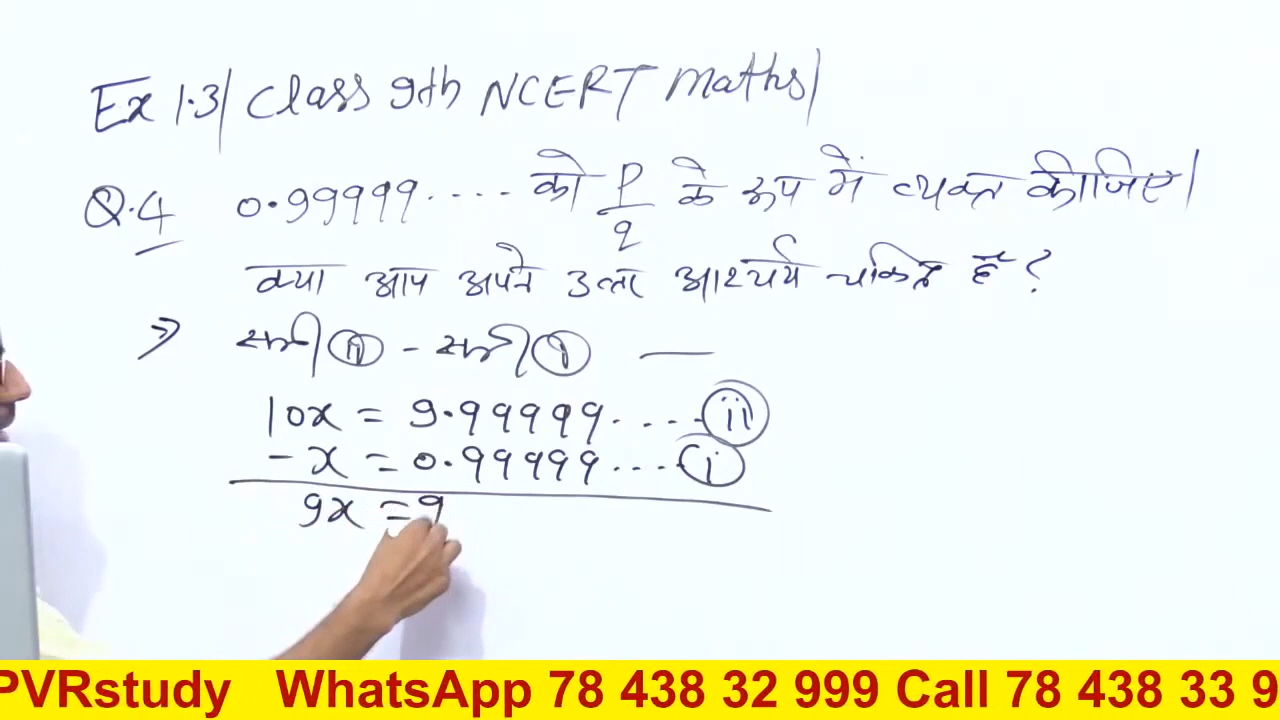 Ex 1.3/ Class 9th NCERT Maths/
Q.4 0.99999.... को p/q के रूप में व्यक्त कीजिए।
क्या आप अपने उत्तर आश्चर्य चकित हैं ?
⇒ समी (ii) - समी (i) —
10x = 9.99999.... (ii)
- x = 0.99999... (i)
9x = 9
PVRstudy WhatsApp 78 438 32 999 Call 78 438 33 9